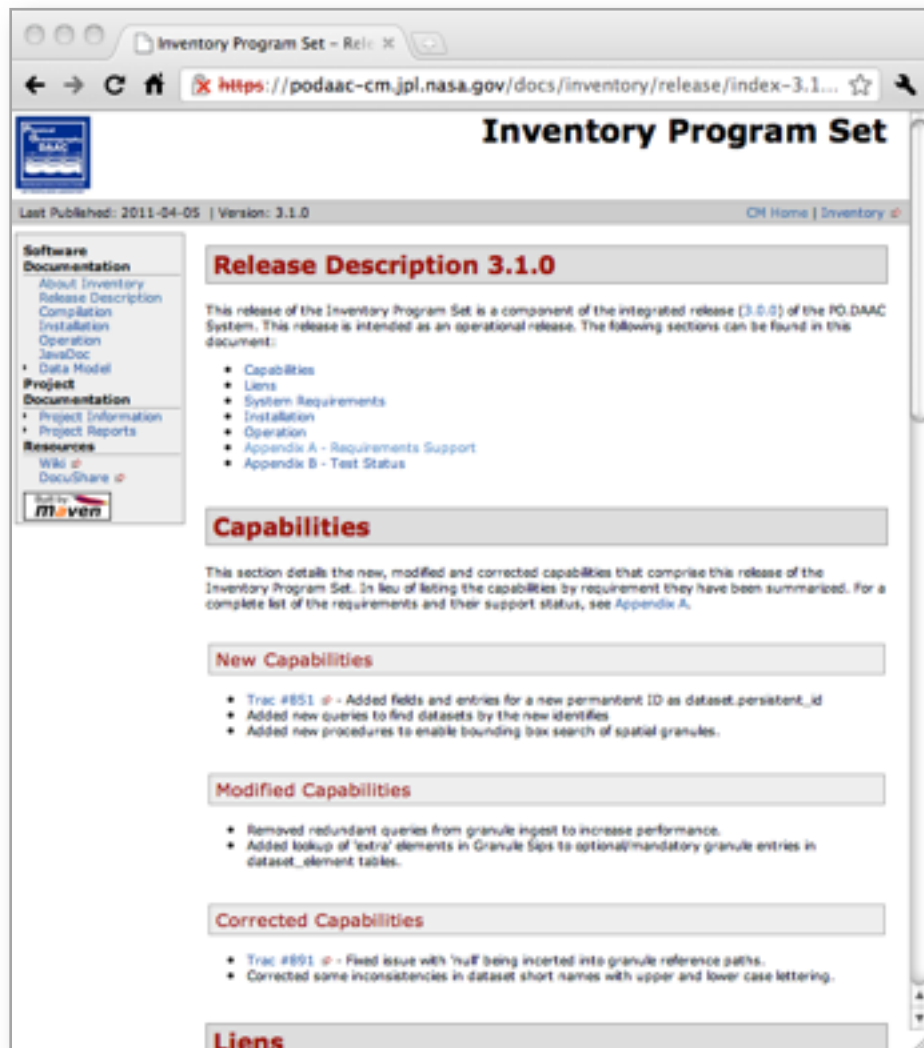 Inventory Program Set – Rel
https://podaac-cm.jpl.nasa.gov/docs/inventory/release/index-3.1...
DAAC
Inventory Program Set
Last Published: 2011-04-05 | Version: 3.1.0
CM Home | Inventory
Software
Documentation
About Inventory
Release Description
Compilation
Installation
Operation
JavaDoc
Data Model
Project
Documentation
Project Information
Project Reports
Resources
Wiki
DocuShare
Built by
maven
Release Description 3.1.0
This release of the Inventory Program Set is a component of the integrated release (3.0.0) of the PO.DAAC
System. This release is intended as an operational release. The following sections can be found in this
document:
• Capabilities
• Liens
• System Requirements
• Installation
• Operation
• Appendix A - Requirements Support
• Appendix B - Test Status
Capabilities
This section details the new, modified and corrected capabilities that comprise this release of the
Inventory Program Set. In lieu of listing the capabilities by requirement they have been summarized. For a
complete list of the requirements and their support status, see Appendix A.
New Capabilities
• Trac #851 - Added fields and entries for a new permantent ID as dataset.persistent_id
• Added new queries to find datasets by the new identifies
• Added new procedures to enable bounding box search of spatial granules.
Modified Capabilities
• Removed redundant queries from granule ingest to increase performance.
• Added lookup of 'extra' elements in Granule Sips to optional/mandatory granule entries in
dataset_element tables.
Corrected Capabilities
• Trac #891 - Fixed issue with 'null' being incerted into granule reference paths.
• Corrected some inconsistencies in dataset short names with upper and lower case lettering.
Liens